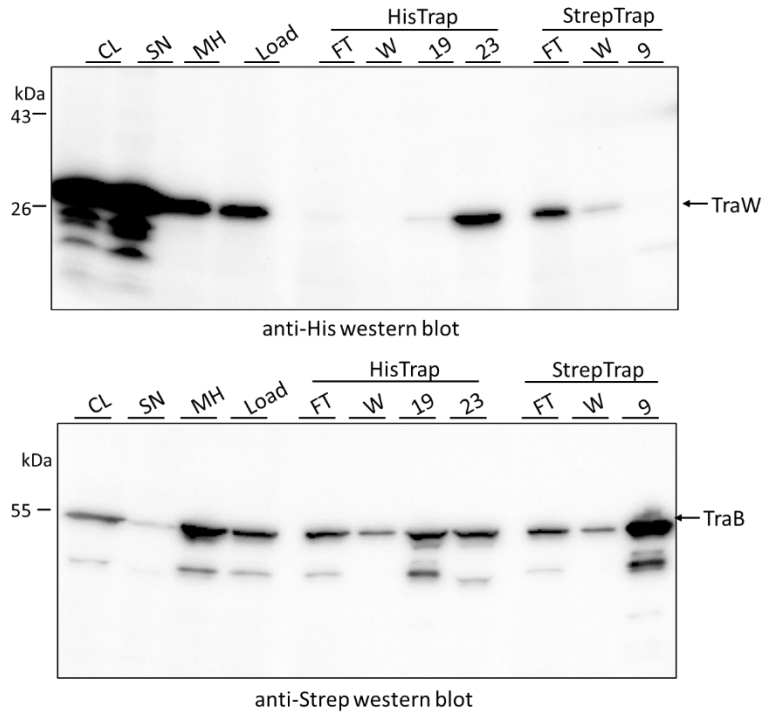 HisTrap StrepTrap
CL SN MH Load FT W 19 23 FT W 9
kDa
43
26
TraW
anti-His western blot
HisTrap StrepTrap
CL SN MH Load FT W 19 23 FT W 9
kDa
55
TraB
anti-Strep western blot